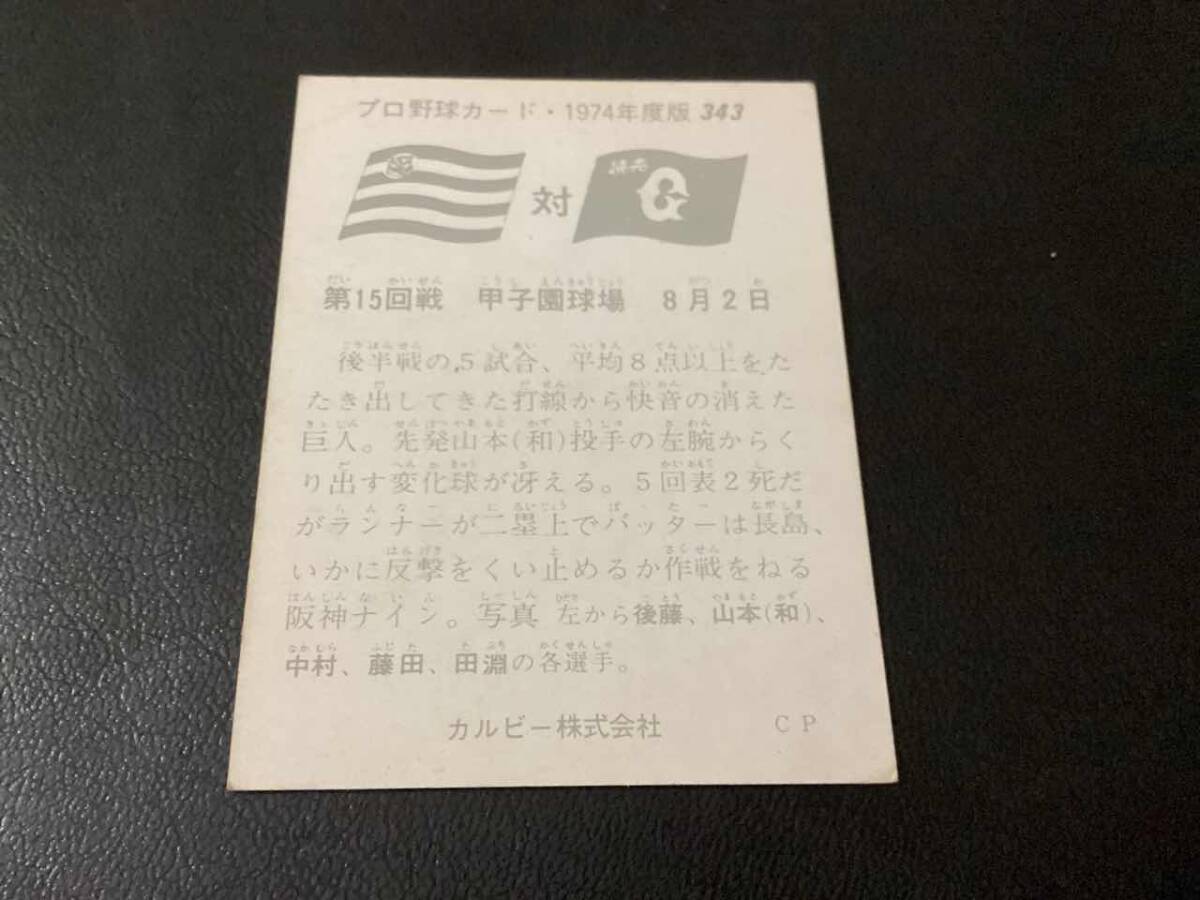 プロ野球カード・1974年度版 343
対 G
第15回戦 甲子園球場 8月2日
後半戦の5試合、平均8点以上をた
たき出してきた打線から快音の消えた
巨人。先発山本(和)投手の左腕からく
り出す変化球が冴える。5回表2死だ
がランナーが二塁上でバッターは長島、
いかに反撃をくい止めるか作戦をねる
阪神ナイン。写真 左から後藤、山本(和)、
中村、藤田、田淵の各選手。
カルビー株式会社 CP